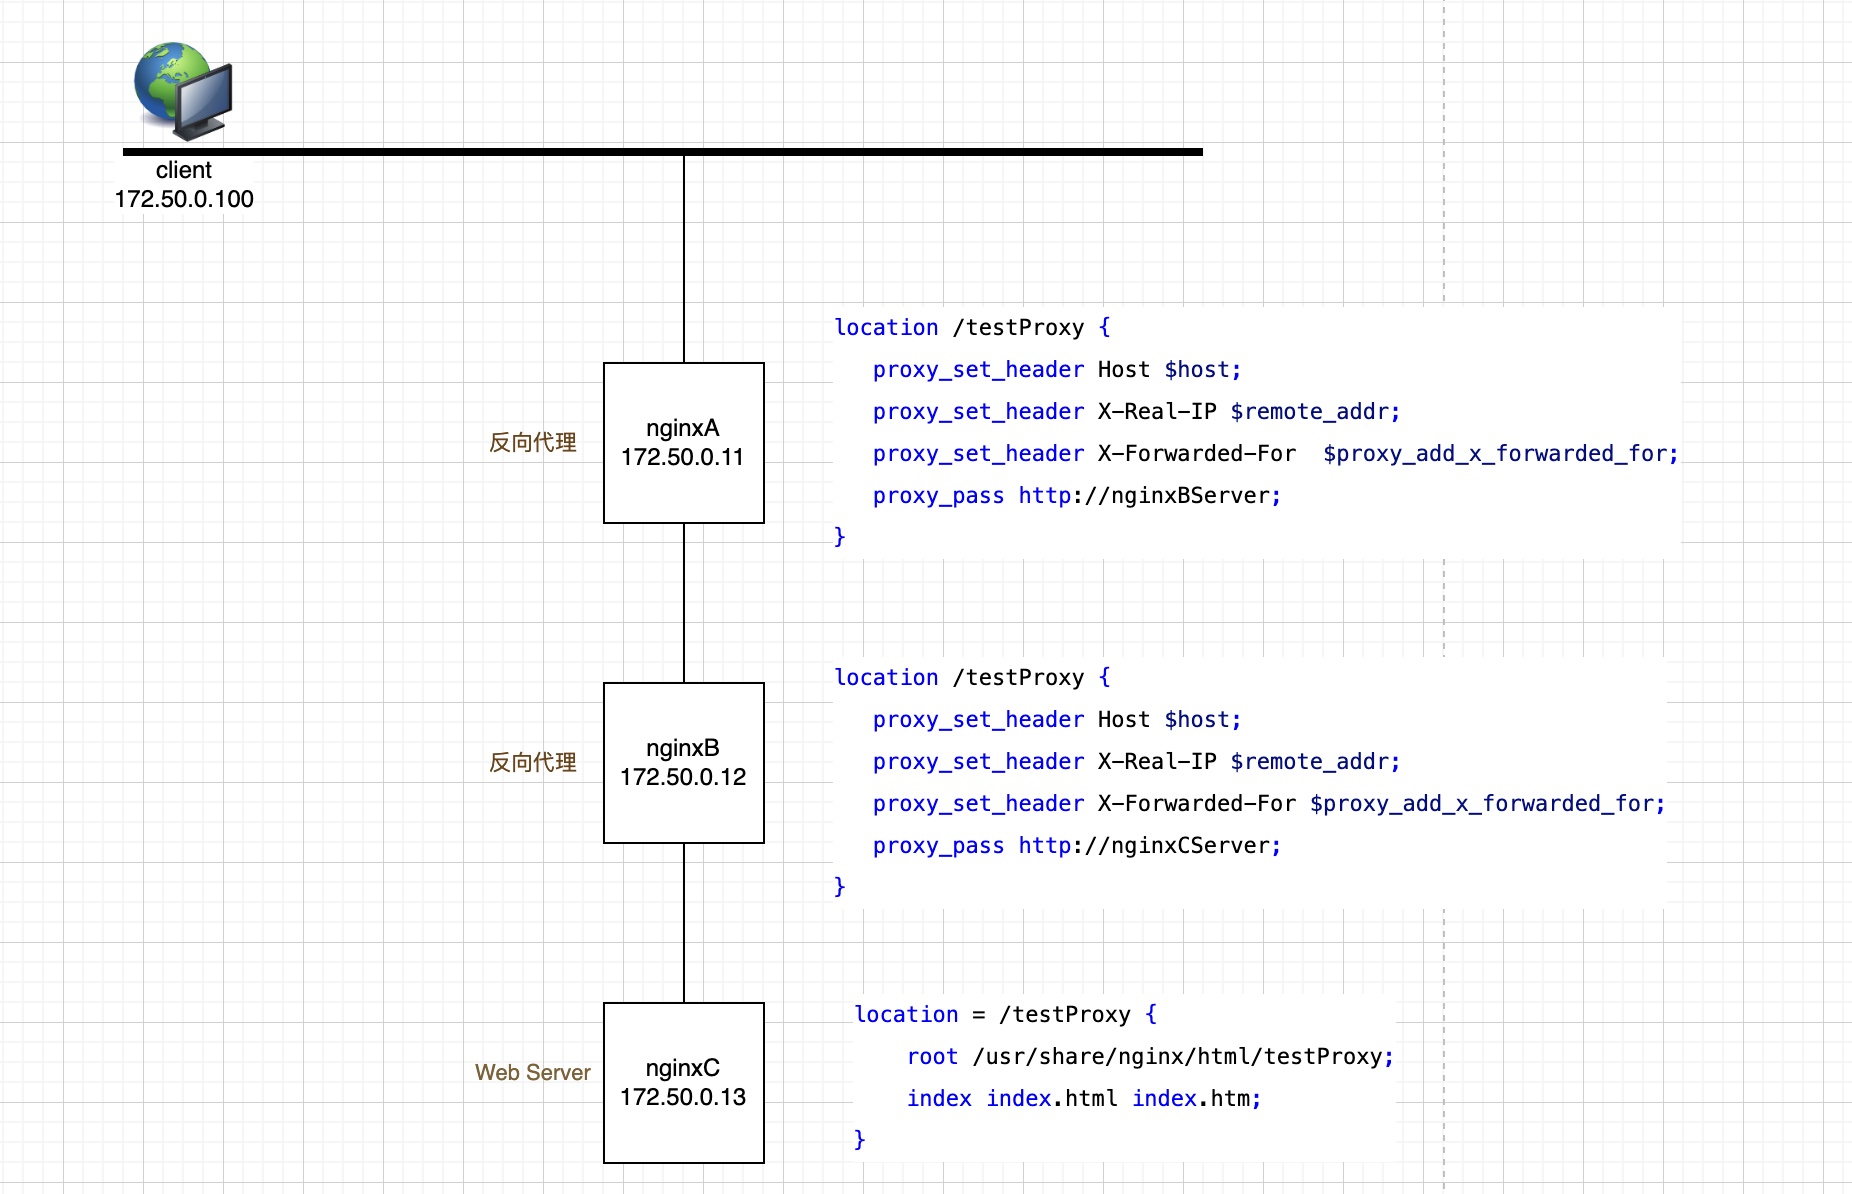 client
172.50.0.100
location /testProxy {
proxy_set_header Host $host;
proxy_set_header X-Real-IP $remote_addr;
proxy_set_header X-Forwarded-For  $proxy_add_x_forwarded_for;
proxy_pass http://nginxBServer;
}
反向代理
nginxA
172.50.0.11
location /testProxy {
proxy_set_header Host $host;
proxy_set_header X-Real-IP $remote_addr;
proxy_set_header X-Forwarded-For $proxy_add_x_forwarded_for;
proxy_pass http://nginxCServer;
}
反向代理
nginxB
172.50.0.12
location = /testProxy {
root /usr/share/nginx/html/testProxy;
index index.html index.htm;
}
Web Server
nginxC
172.50.0.13